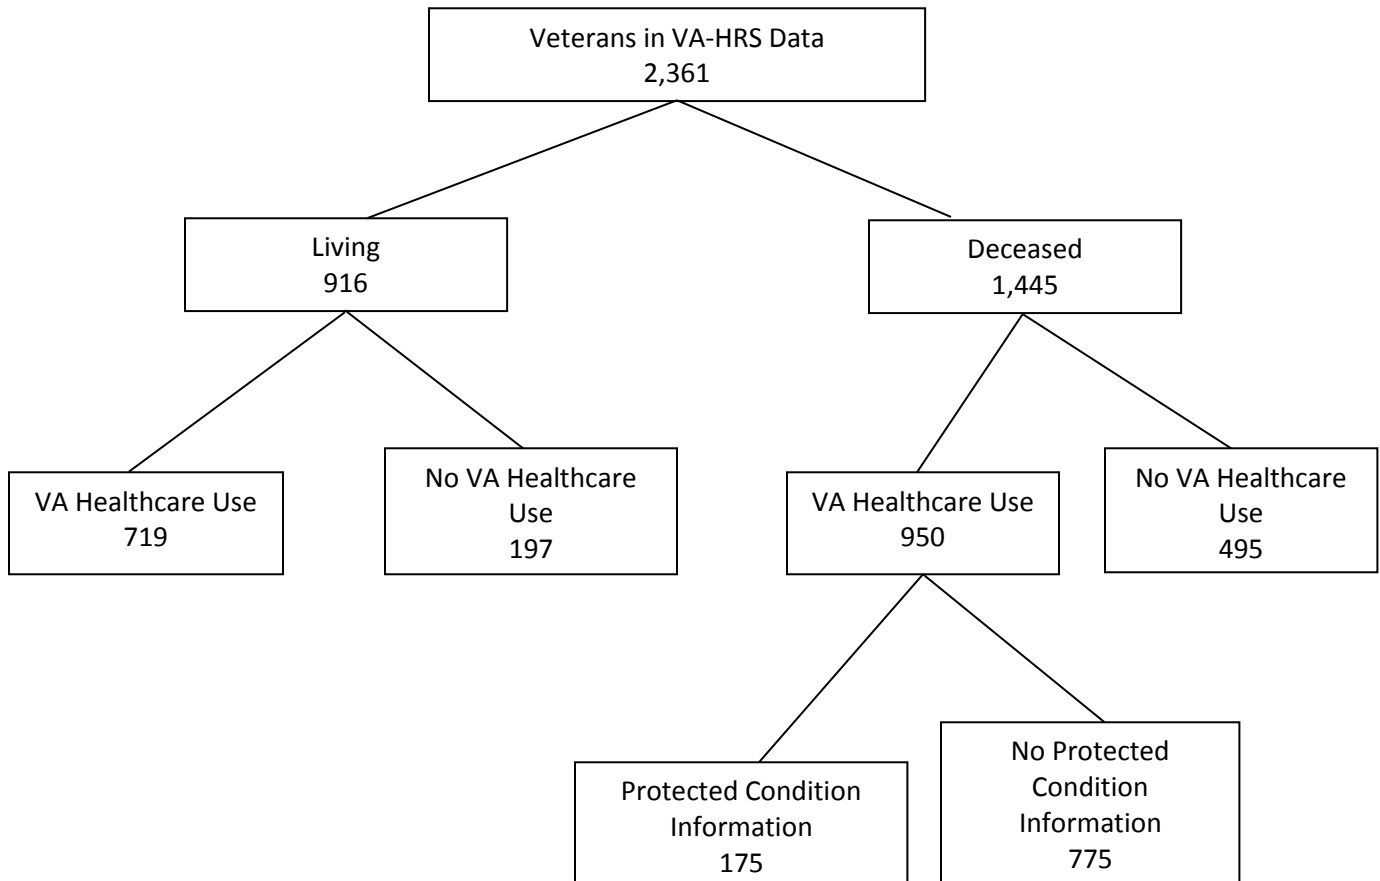 Veterans in VA-HRS Data
2,361
Living
916
Deceased
1,445
VA Healthcare Use
719
No VA Healthcare
Use
197
VA Healthcare Use
950
No VA Healthcare
Use
495
Protected Condition
Information
175
No Protected
Condition
Information
775